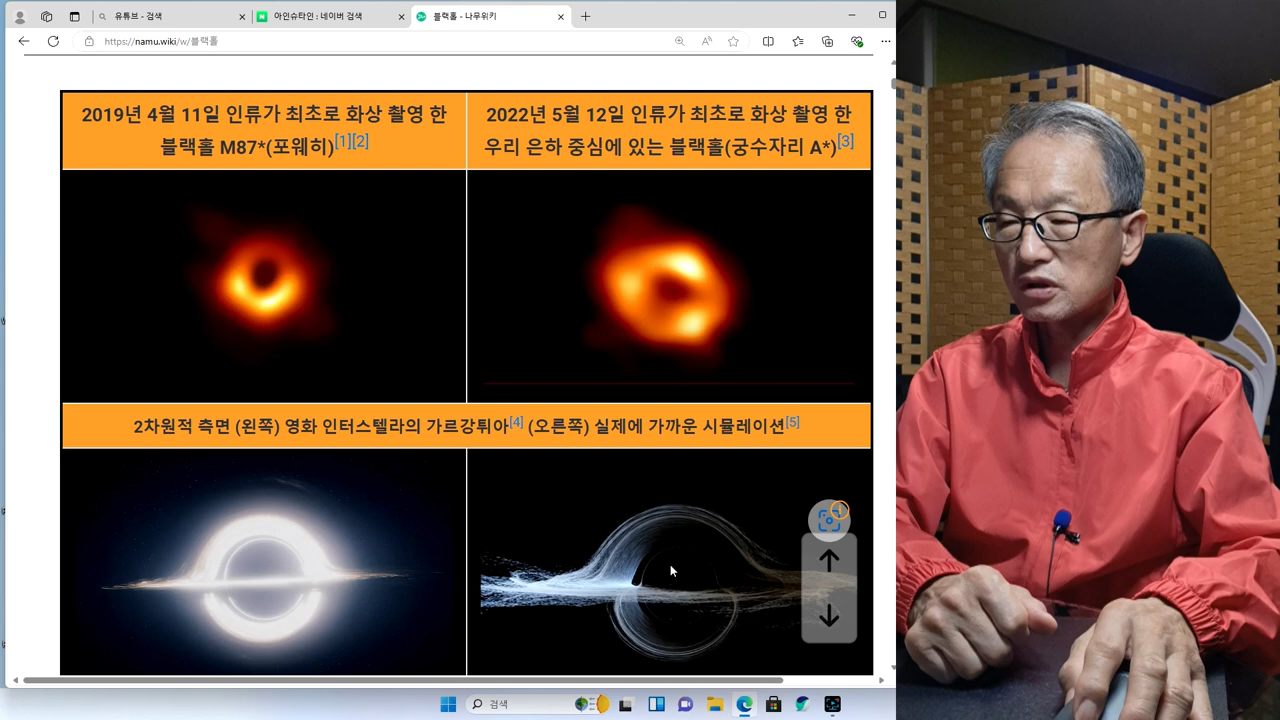 유튜브 - 검색
아인슈타인 : 네이버 검색
블랙홀 - 나무위키
https://namu.wiki/w/블랙홀
2019년 4월 11일 인류가 최초로 화상 촬영 한
블랙홀 M87*(포웨히)[1][2]
2022년 5월 12일 인류가 최초로 화상 촬영 한
우리 은하 중심에 있는 블랙홀(궁수자리 A*)[3]
2차원적 측면 (왼쪽) 영화 인터스텔라의 가르강튀아[4] (오른쪽) 실제에 가까운 시뮬레이션[5]
검색